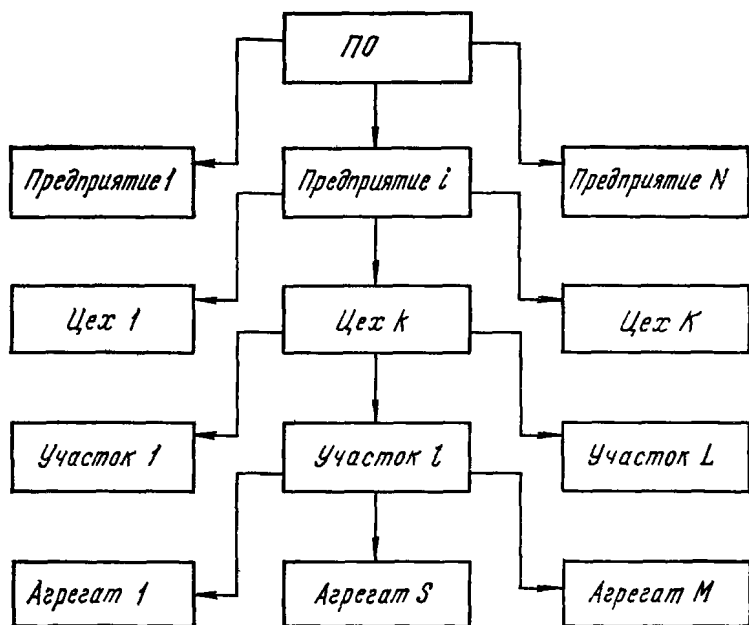 ПО
Предприятие 1
Предприятие i
Предприятие N
Цех 1
Цех k
Цех K
Участок 1
Участок l
Участок L
Агрегат 1
Агрегат S
Агрегат M